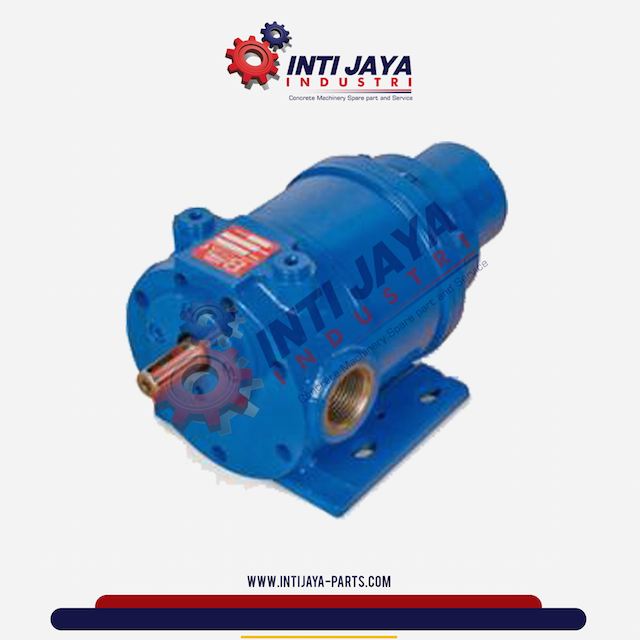 INTI JAYA
INDUSTRI
Concrete Machinery Spare part and Service
INTI JAYA
INDUSTRI
Concrete Machinery Spare part and Service
WWW.INTIJAYA-PARTS.COM